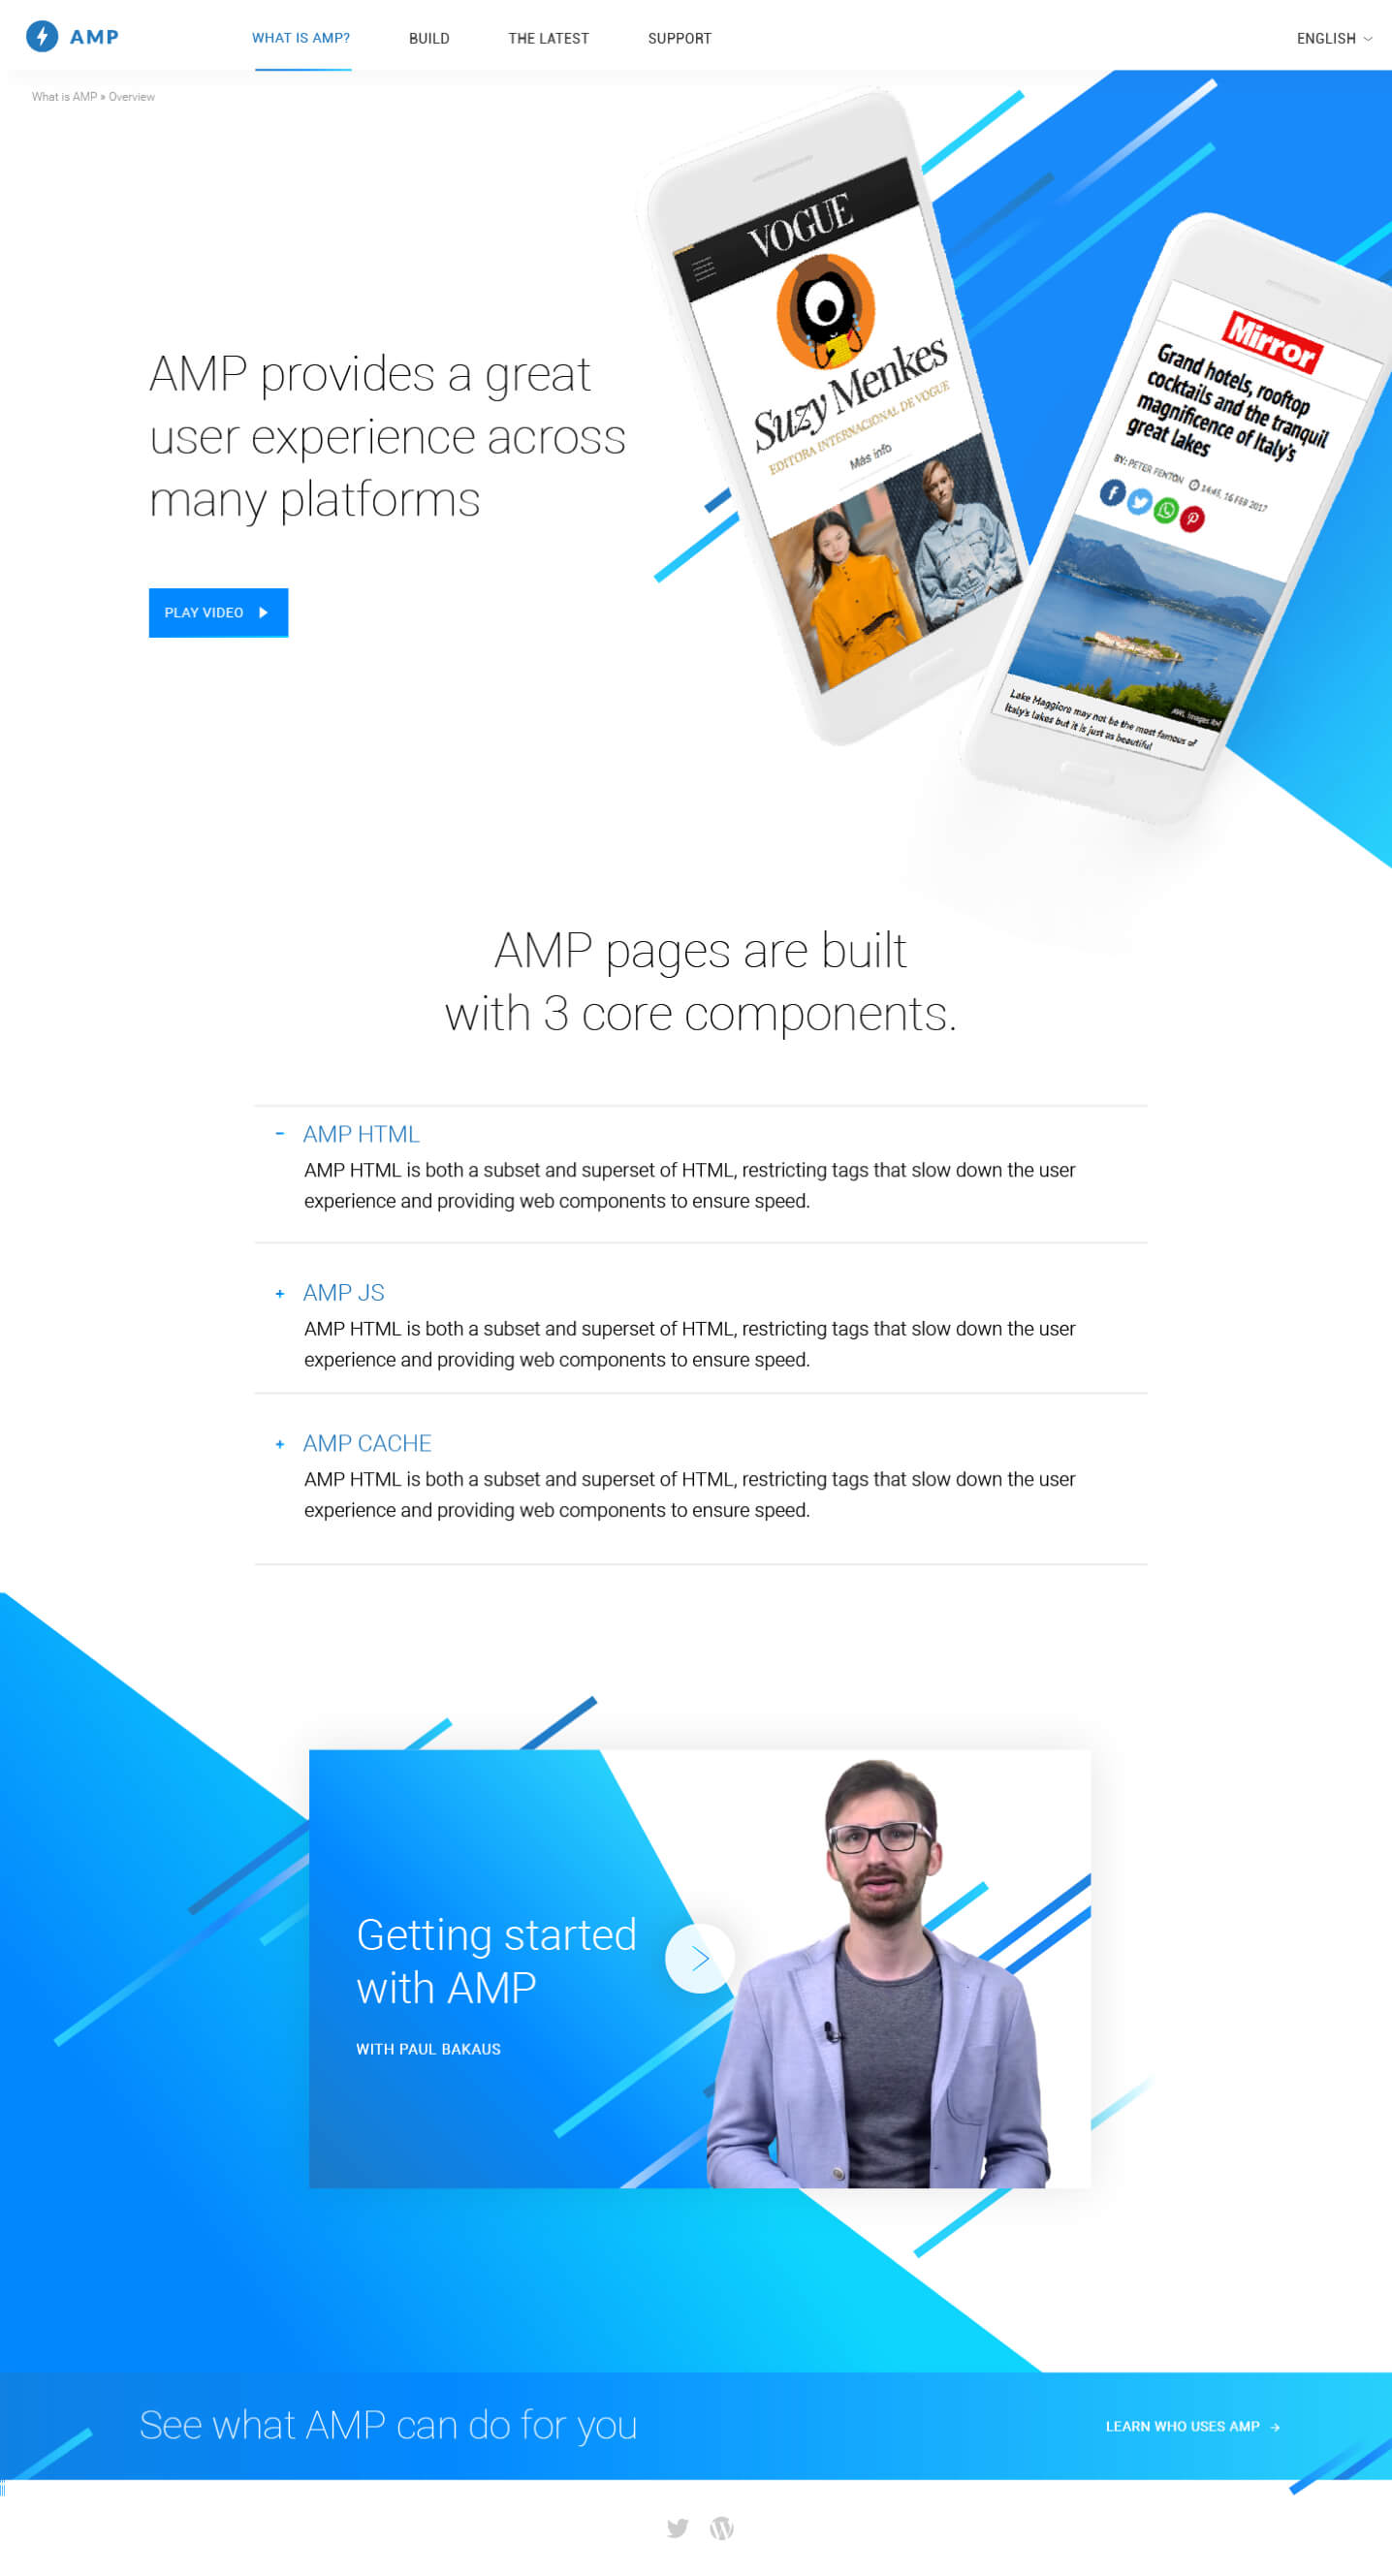 AMP
WHAT IS AMP?
BUILD
THE LATEST
SUPPORT
ENGLISH
What is AMP » Overview
AMP provides a great
user experience across
many platforms
PLAY VIDEO
VOGUE
Suzy Menkes
EDITORA INTERNACIONAL DE VOGUE
Más info
Mirror
Grand hotels, rooftop
cocktails and the tranquil
magnificence of Italy's
great lakes
BY: PETER FENTON 14:45, 16 FEB 2017
Lake Maggiore may not be the most famous of
Italy's lakes but it is just as beautiful
AMP pages are built
with 3 core components.
AMP HTML
AMP HTML is both a subset and superset of HTML, restricting tags that slow down the user
experience and providing web components to ensure speed.
AMP JS
AMP HTML is both a subset and superset of HTML, restricting tags that slow down the user
experience and providing web components to ensure speed.
AMP CACHE
AMP HTML is both a subset and superset of HTML, restricting tags that slow down the user
experience and providing web components to ensure speed.
Getting started
with AMP
WITH PAUL BAKAUS
See what AMP can do for you
LEARN WHO USES AMP